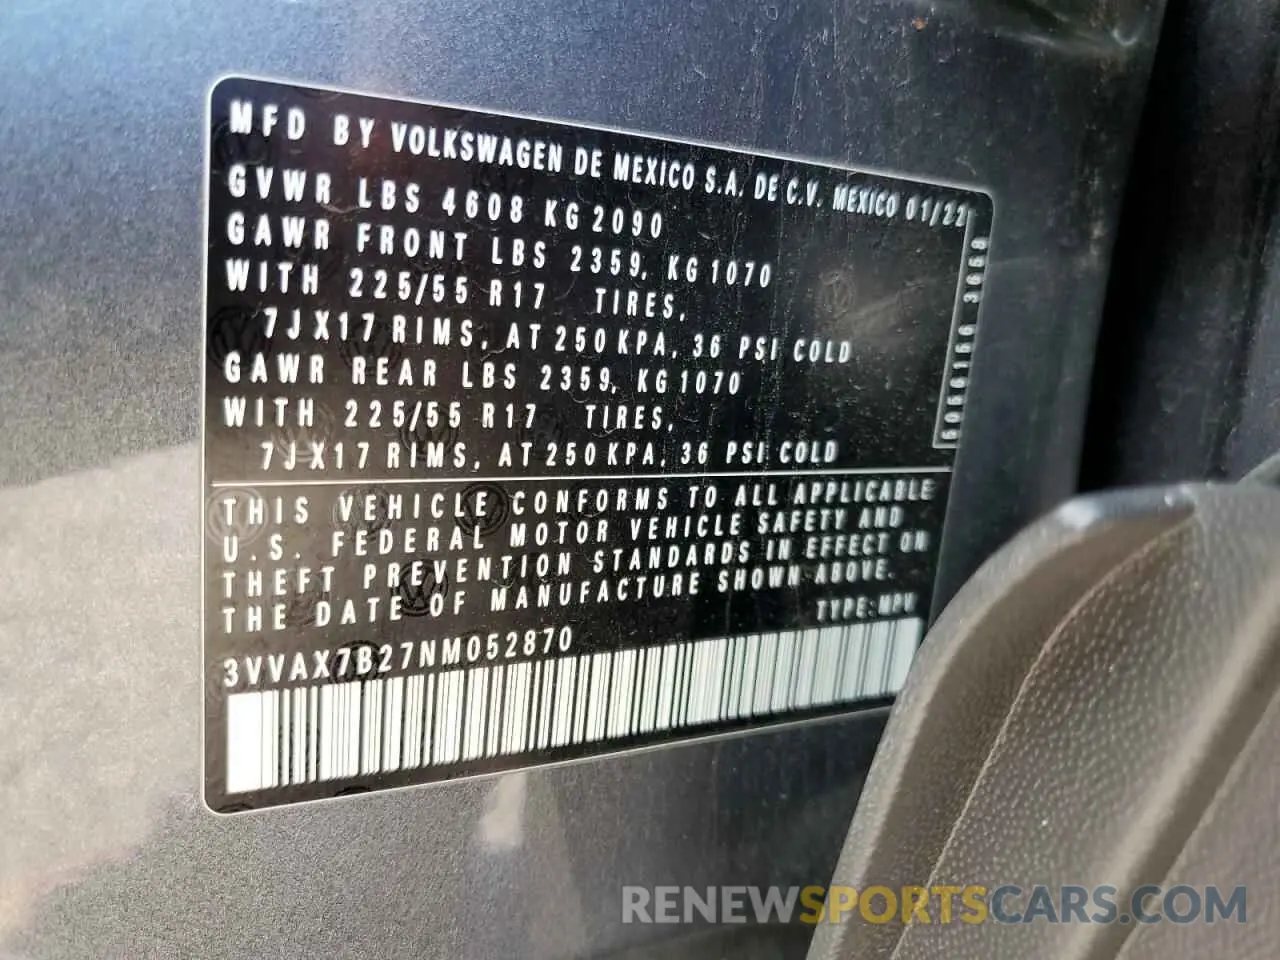 MFD BY VOLKSWAGEN DE MEXICO S.A. DE C.V. MEXICO 01/22
GVWR LBS 4608 KG 2090
GAWR FRONT LBS 2359, KG 1070
WITH 225/55 R17 TIRES,
7JX17 RIMS, AT 250 KPA, 36 PSI COLD
GAWR REAR LBS 2359, KG 1070
WITH 225/55 R17 TIRES,
7JX17 RIMS, AT 250 KPA, 36 PSI COLD
THIS VEHICLE CONFORMS TO ALL APPLICABLE
U.S. FEDERAL MOTOR VEHICLE SAFETY AND
THEFT PREVENTION STANDARDS IN EFFECT ON
THE DATE OF MANUFACTURE SHOWN ABOVE.
TYPE: MPV
3VVAX7B27NM052870
RENEWSPORTSCARS.COM